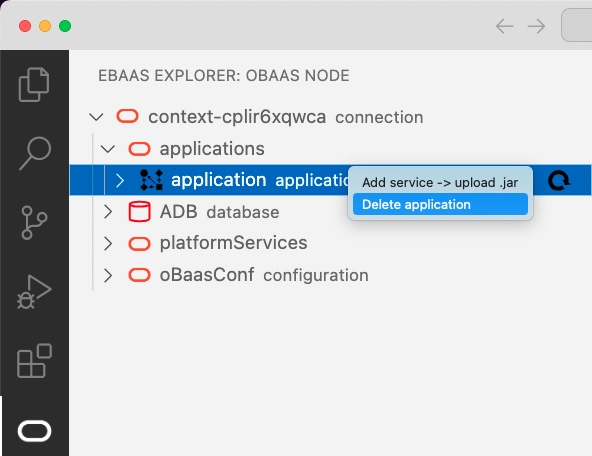 EBAAS EXPLORER: OBAAS NODE
context-cplir6xqwca connection
applications
application applicatio
Add service -> upload .jar
Delete application
ADB database
platformServices
oBaasConf configuration